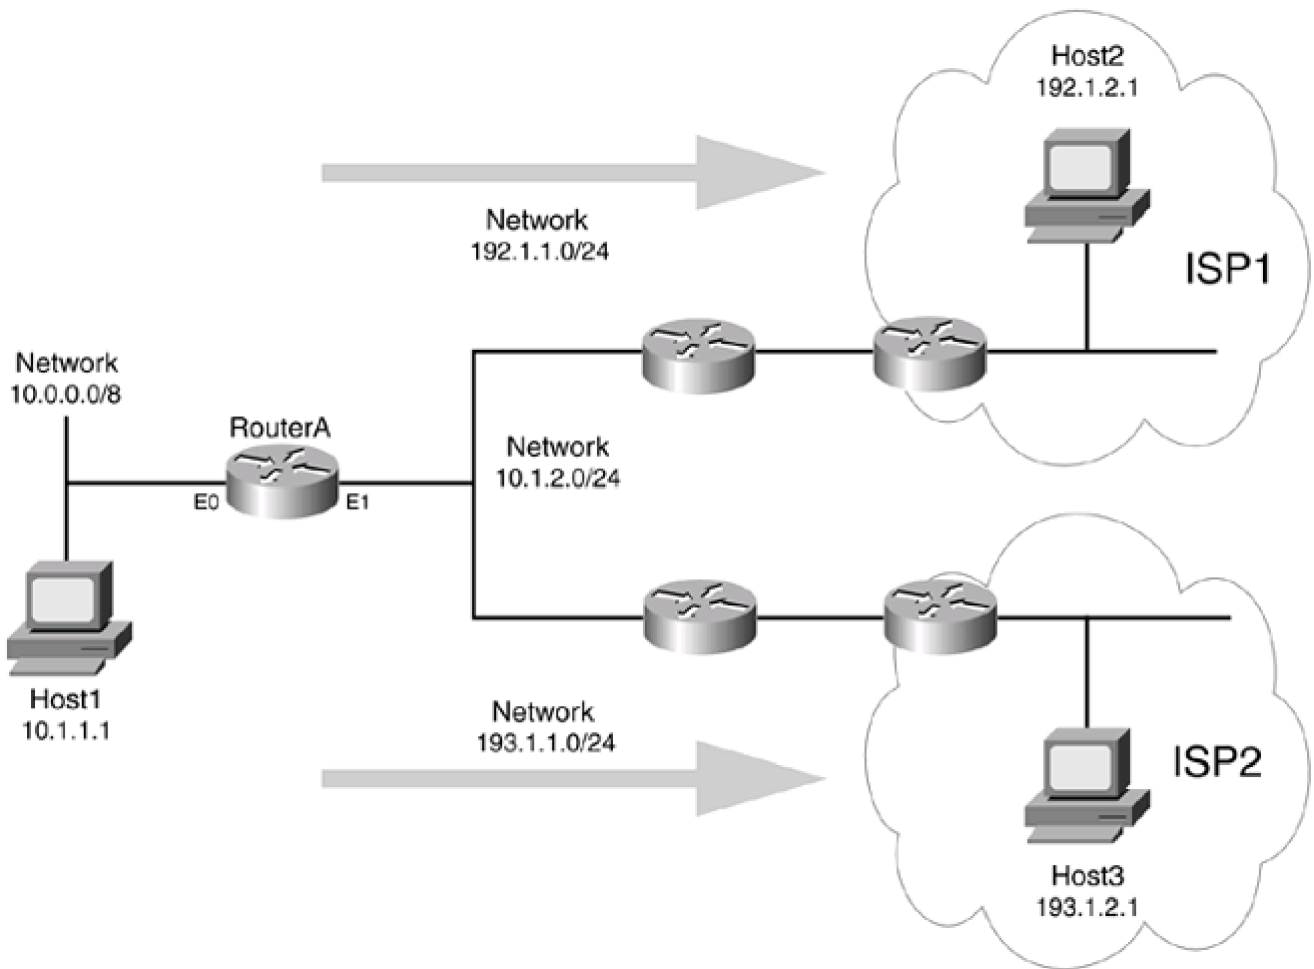 Host2
192.1.2.1
Network
192.1.1.0/24
ISP1
Network
10.0.0.0/8
RouterA
E0
E1
Network
10.1.2.0/24
Host1
10.1.1.1
Network
193.1.1.0/24
ISP2
Host3
193.1.2.1